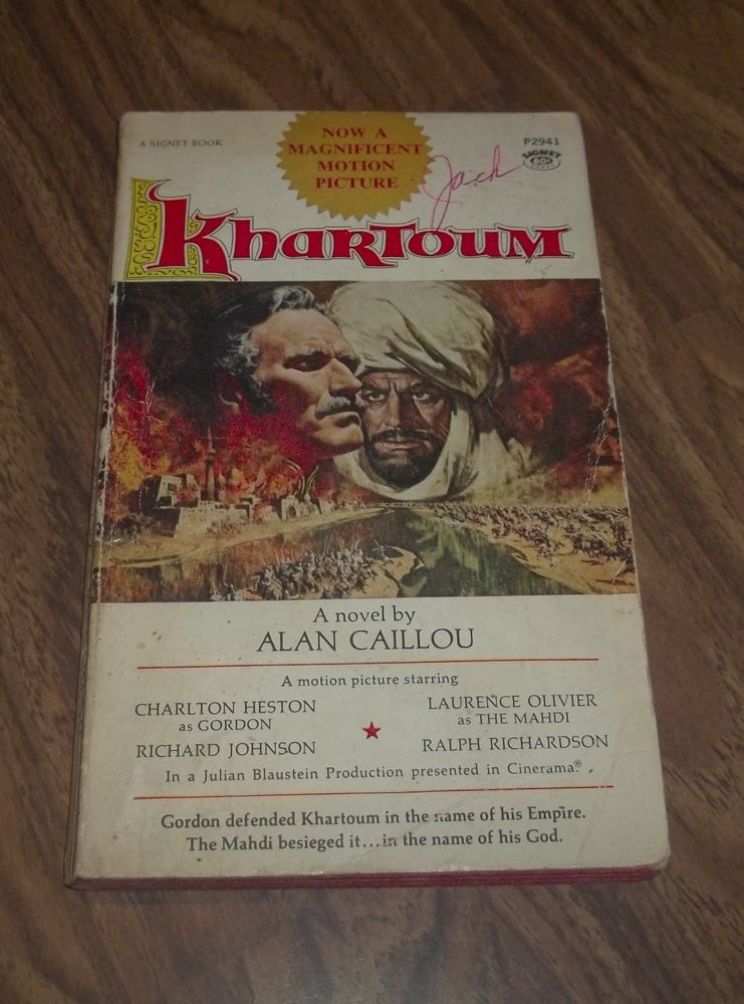 A SIGNET BOOK
NOW A
MAGNIFICENT
MOTION
PICTURE
P2941
SIGNET
60¢
Jack
Khartoum
A novel by
ALAN CAILLOU
A motion picture starring
CHARLTON HESTON
as GORDON
LAURENCE OLIVIER
as THE MAHDI
RICHARD JOHNSON
RALPH RICHARDSON
In a Julian Blaustein Production presented in Cinerama®.
Gordon defended Khartoum in the name of his Empire.
The Mahdi besieged it...in the name of his God.